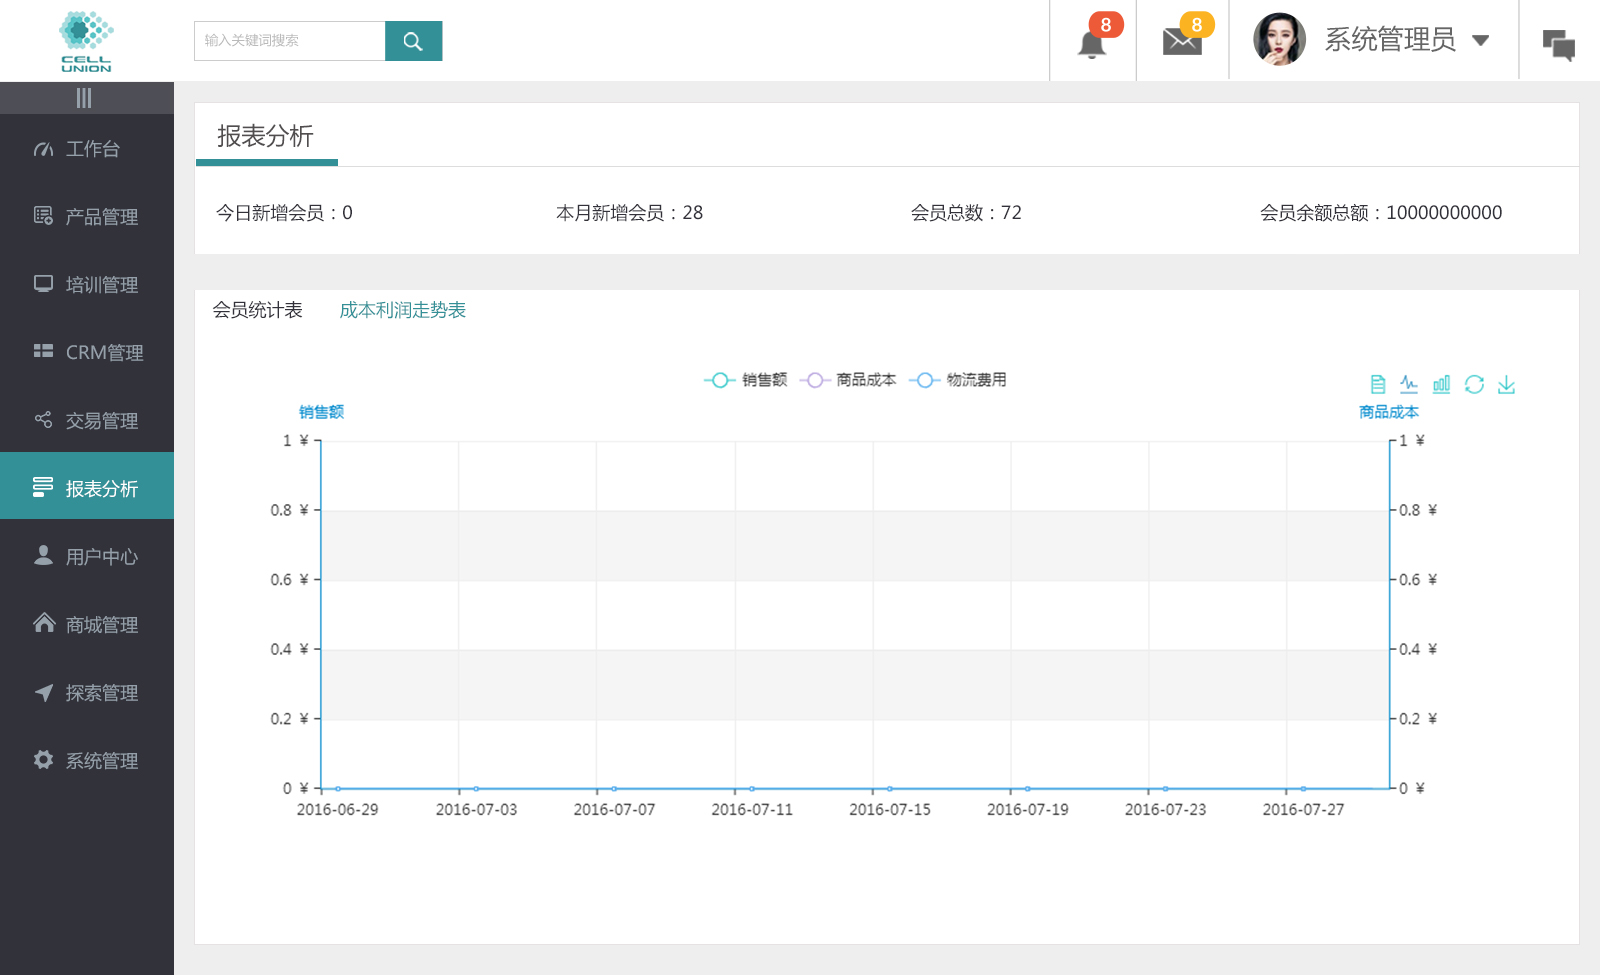 CELL
UNION
输入关键词搜索
8
8
系统管理员
工作台
产品管理
培训管理
CRM管理
交易管理
报表分析
用户中心
商城管理
探索管理
系统管理
报表分析
今日新增会员：0
本月新增会员：28
会员总数：72
会员余额总额：10000000000
会员统计表
成本利润走势表
销售额
商品成本
物流费用
销售额
商品成本
1 ¥
0.8 ¥
0.6 ¥
0.4 ¥
0.2 ¥
0 ¥
1 ¥
0.8 ¥
0.6 ¥
0.4 ¥
0.2 ¥
0 ¥
2016-06-29
2016-07-03
2016-07-07
2016-07-11
2016-07-15
2016-07-19
2016-07-23
2016-07-27